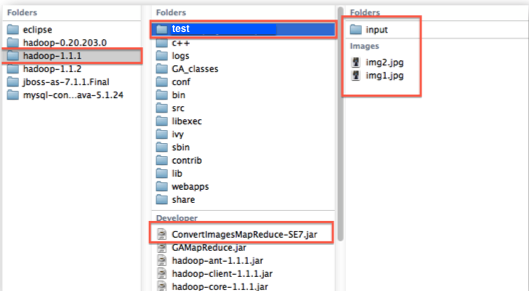 Folders
eclipse
hadoop-0.20.203.0
hadoop-1.1.1
hadoop-1.1.2
jboss-as-7.1.1.Final
mysql-con...ava-5.1.24
Folders
test
c++
logs
GA_classes
conf
bin
src
libexec
ivy
sbin
contrib
lib
webapps
share
Developer
ConvertImagesMapReduce-SE7.jar
GAMapReduce.jar
hadoop-ant-1.1.1.jar
hadoop-client-1.1.1.jar
hadoop-core-1.1.1.jar
Folders
input
Images
img2.jpg
img1.jpg